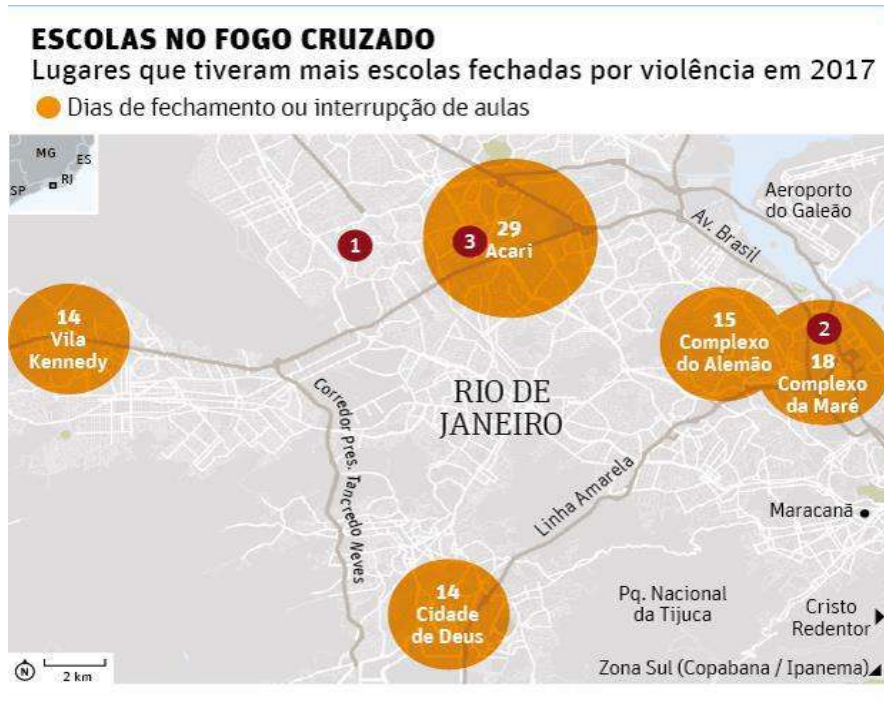 ESCOLAS NO FOGO CRUZADO
Lugares que tiveram mais escolas fechadas por violência em 2017
Dias de fechamento ou interrupção de aulas
MG
ES
SP
RJ
Aeroporto
do Galeão
Av. Brasil
1
3
29
Acari
14
Vila
Kennedy
15
Complexo
do Alemão
2
18
Complexo
da Maré
RIO DE
JANEIRO
Corredor Pres. Tancredo Neves
Linha Amarela
Maracanã
14
Cidade
de Deus
Pq. Nacional
da Tijuca
Cristo
Redentor
Zona Sul (Copabana / Ipanema)
N
2 km